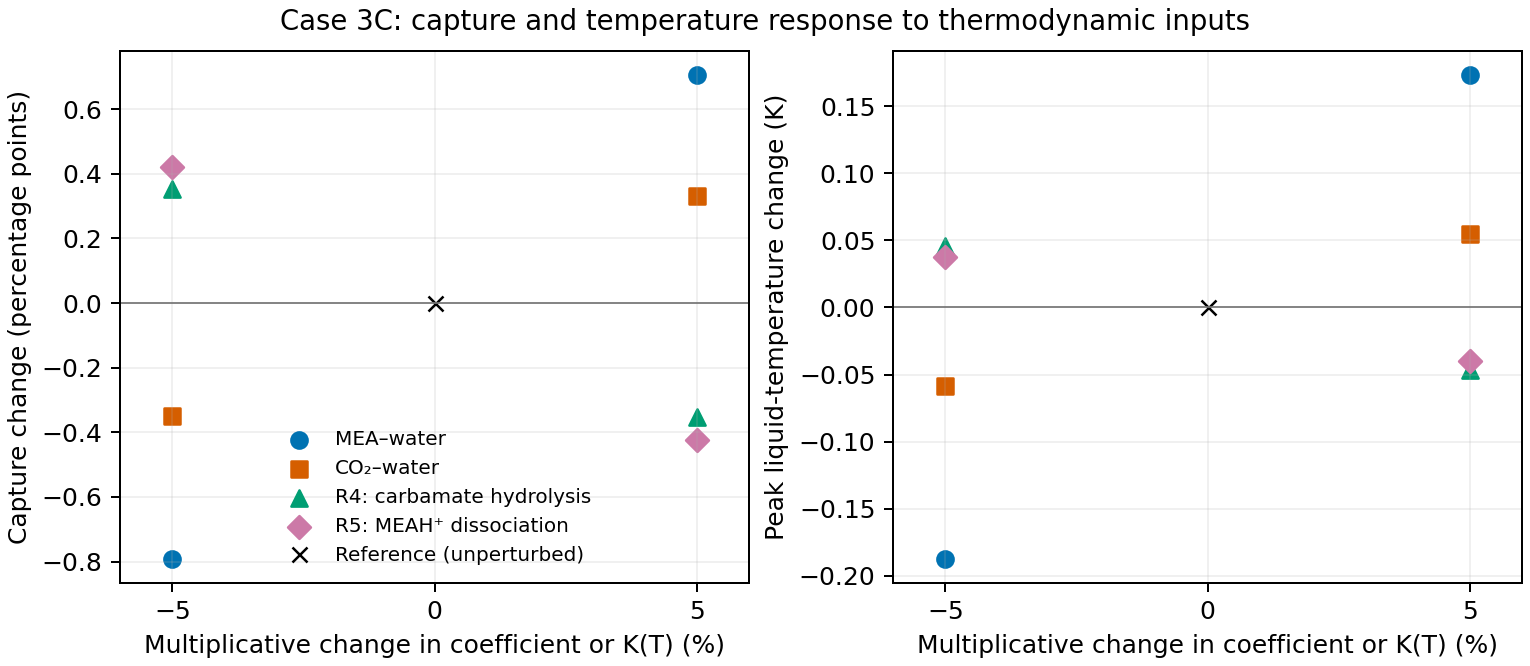 Case 3C: capture and temperature response to thermodynamic inputs
Capture change (percentage points)
0.6
0.4
0.2
0.0
−0.2
−0.4
−0.6
−0.8
MEA–water
CO₂–water
R4: carbamate hydrolysis
R5: MEAH⁺ dissociation
Reference (unperturbed)
−5
0
5
Multiplicative change in coefficient or K(T) (%)
Peak liquid-temperature change (K)
0.15
0.10
0.05
0.00
−0.05
−0.10
−0.15
−0.20
−5
0
5
Multiplicative change in coefficient or K(T) (%)